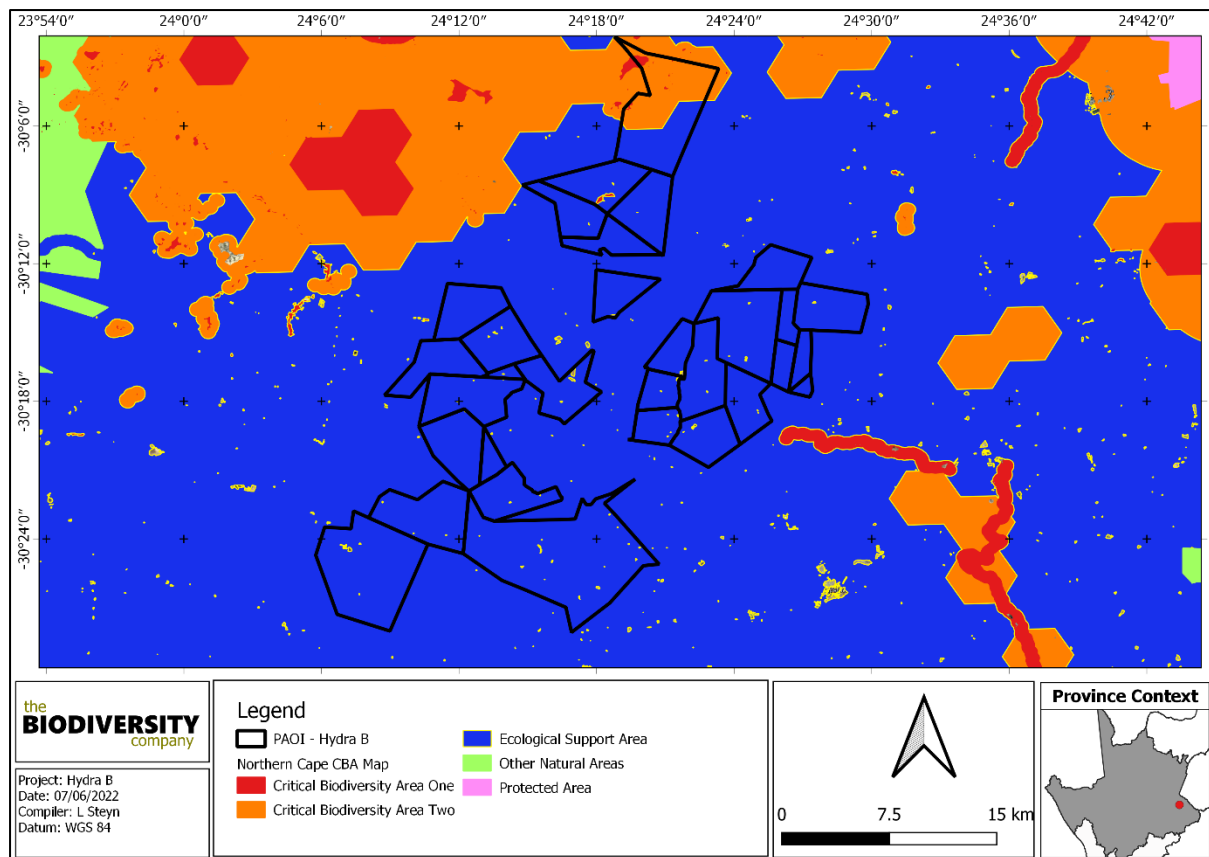 23°54′0″ 24°0′0″ 24°6′0″ 24°12′0″ 24°18′0″ 24°24′0″ 24°30′0″ 24°36′0″ 24°42′0″
-30°6′0″
-30°12′0″
-30°18′0″
-30°24′0″
the
BIODIVERSITY
company
Project: Hydra B
Date: 07/06/2022
Compiler: L Steyn
Datum: WGS 84
Legend
PAOI - Hydra B
Northern Cape CBA Map
Critical Biodiversity Area One
Critical Biodiversity Area Two
Ecological Support Area
Other Natural Areas
Protected Area
0 7.5 15 km
Province Context